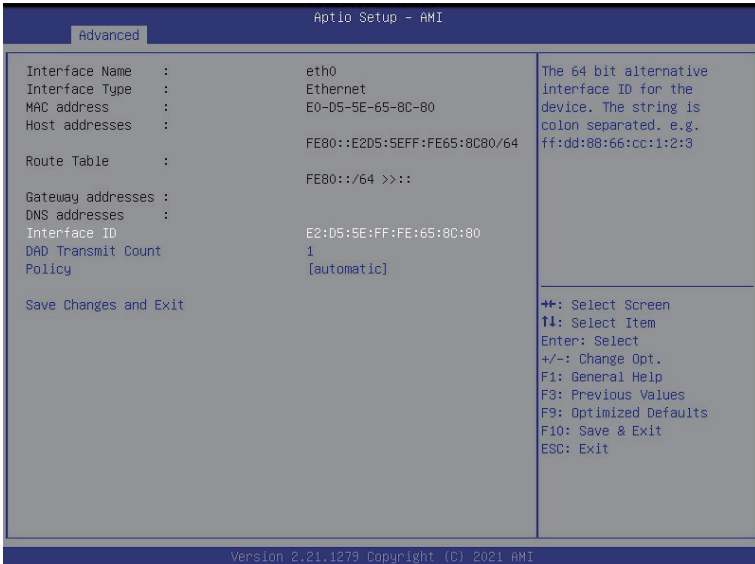 Aptio Setup - AMI
Advanced
Interface Name : eth0
Interface Type : Ethernet
MAC address : E0-D5-5E-65-8C-80
Host addresses :
FE80::E2D5:5EFF:FE65:8C80/64
Route Table :
FE80::/64 >>::
Gateway addresses :
DNS addresses :
Interface ID E2:D5:5E:FF:FE:65:8C:80
DAD Transmit Count 1
Policy [automatic]
Save Changes and Exit
The 64 bit alternative
interface ID for the
device. The string is
colon separated. e.g.
ff:dd:88:66:cc:1:2:3
→←: Select Screen
↑↓: Select Item
Enter: Select
+/-: Change Opt.
F1: General Help
F3: Previous Values
F9: Optimized Defaults
F10: Save & Exit
ESC: Exit
Version 2.21.1279 Copyright (C) 2021 AMI